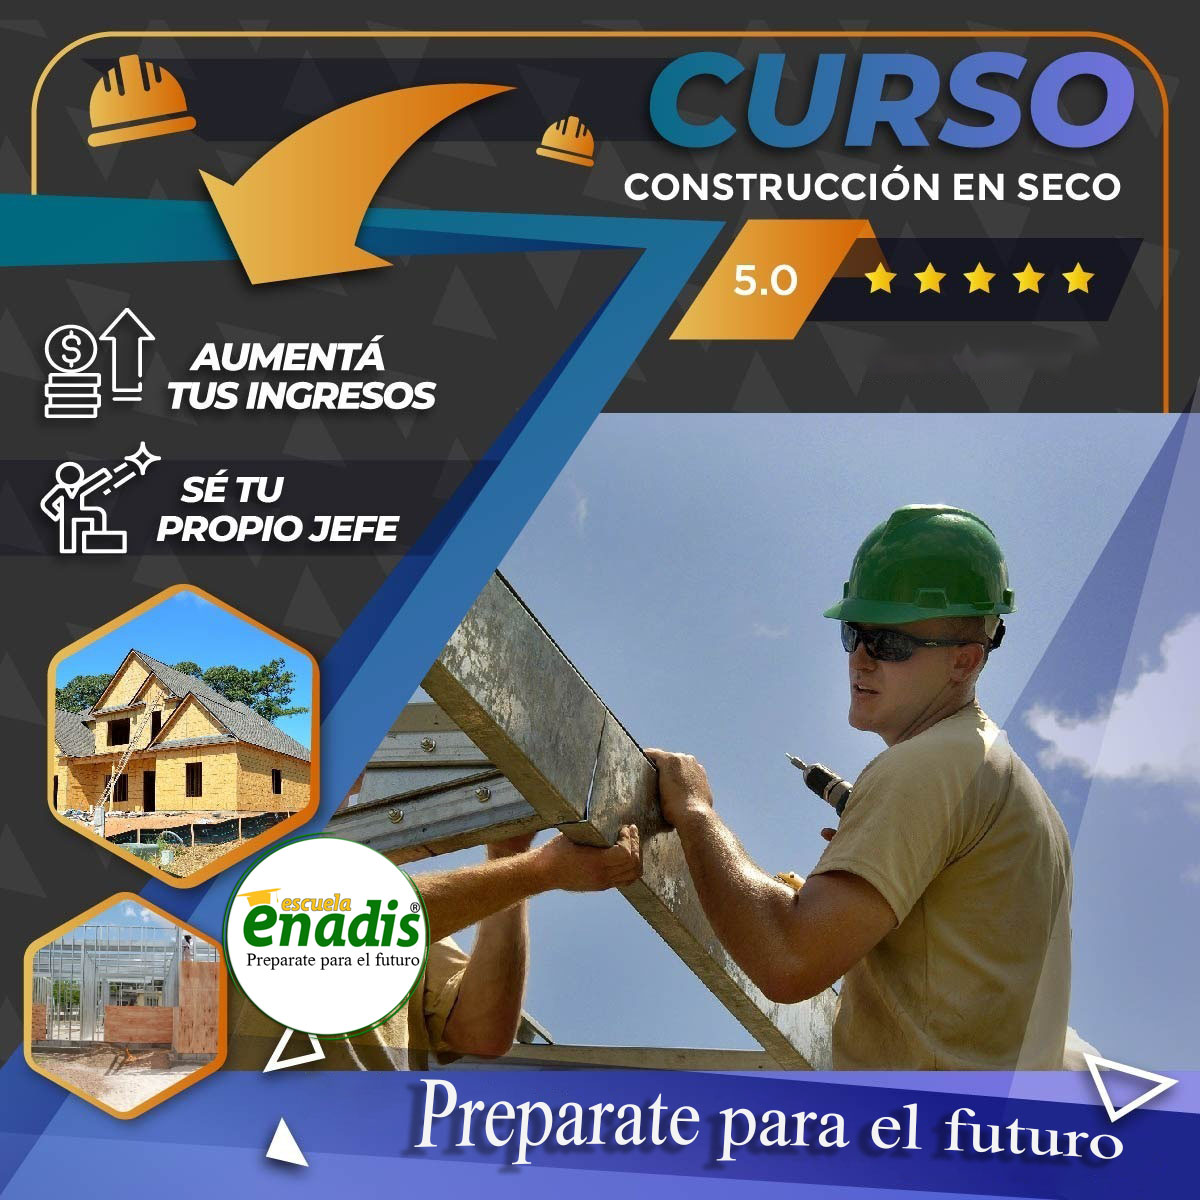 CURSO
CONSTRUCCIÓN EN SECO
5.0
AUMENTÁ
TUS INGRESOS
SÉ TU
PROPIO JEFE
$
escuela
enadis®
Preparate para el futuro
Preparate para el futuro